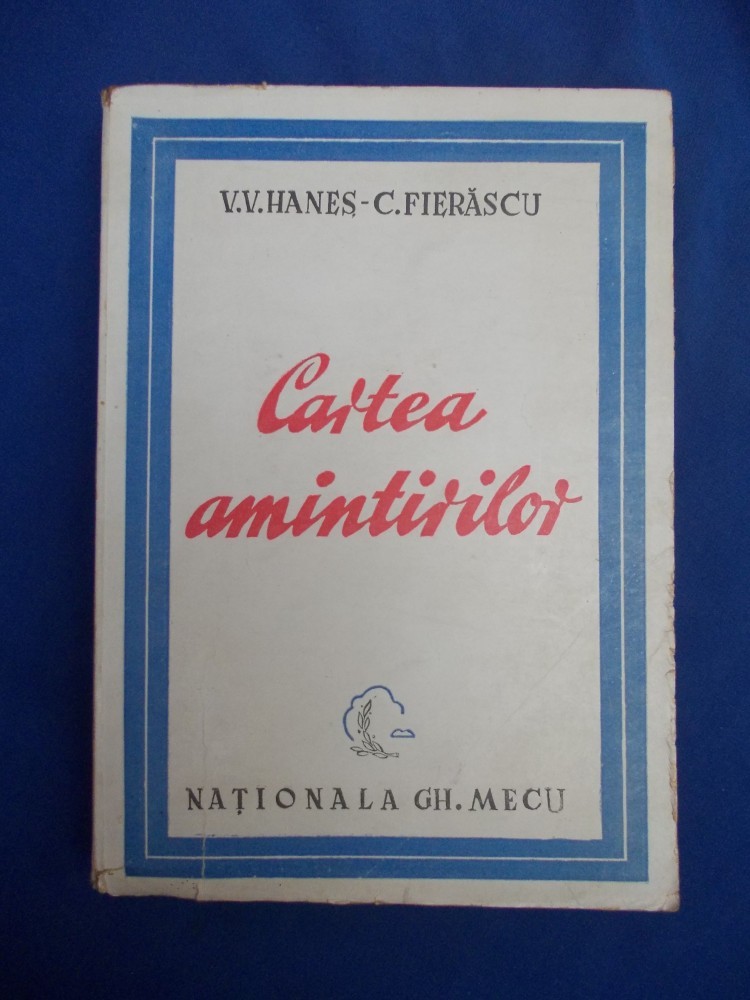 V.V.HANEȘ-C.FIERĂSCU
Cartea
amintirilor
NAȚIONALA GH.MECU